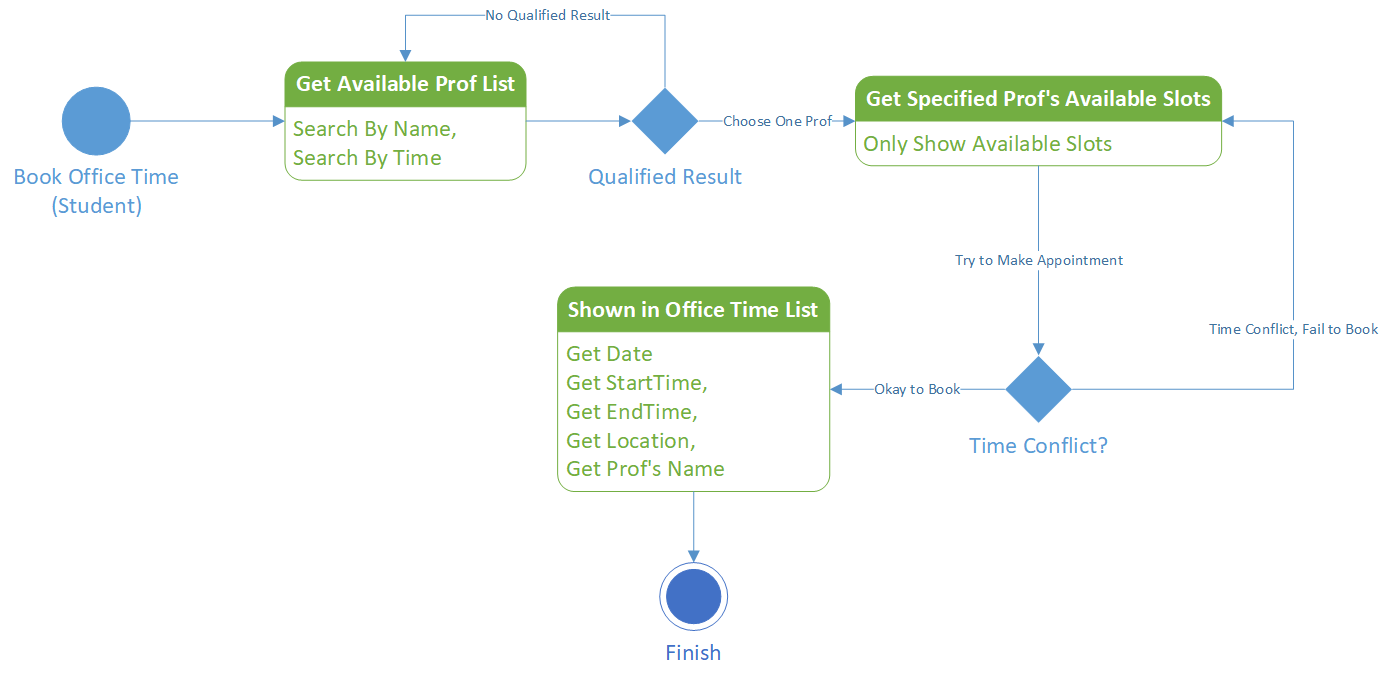 No Qualified Result
Get Available Prof List
Search By Name,
Search By Time
Book Office Time
(Student)
Qualified Result
Choose One Prof
Get Specified Prof's Available Slots
Only Show Available Slots
Try to Make Appointment
Time Conflict, Fail to Book
Time Conflict?
Okay to Book
Shown in Office Time List
Get Date
Get StartTime,
Get EndTime,
Get Location,
Get Prof's Name
Finish